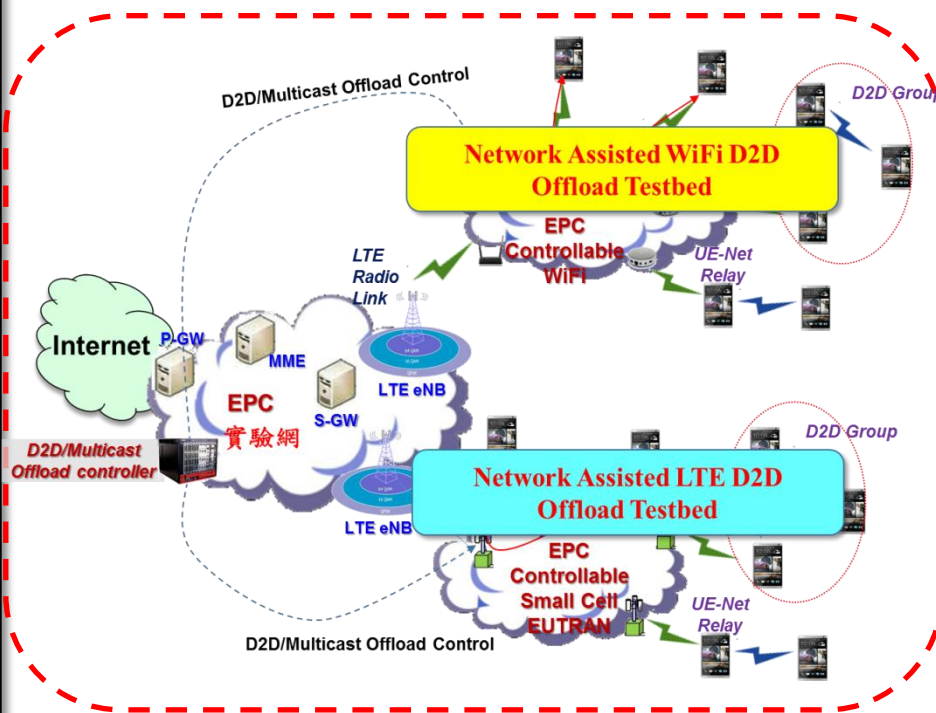 D2D/Multicast Offload Control
D2D Group
Network Assisted WiFi D2D
Offload Testbed
EPC
Controllable
WiFi
LTE
Radio
Link
UE-Net
Relay
Internet
P-GW
MME
LTE eNB
EPC
S-GW
實驗網
D2D/Multicast
Offload controller
D2D Group
Network Assisted LTE D2D
Offload Testbed
LTE eNB
EPC
Controllable
Small Cell
EUTRAN
UE-Net
Relay
D2D/Multicast Offload Control